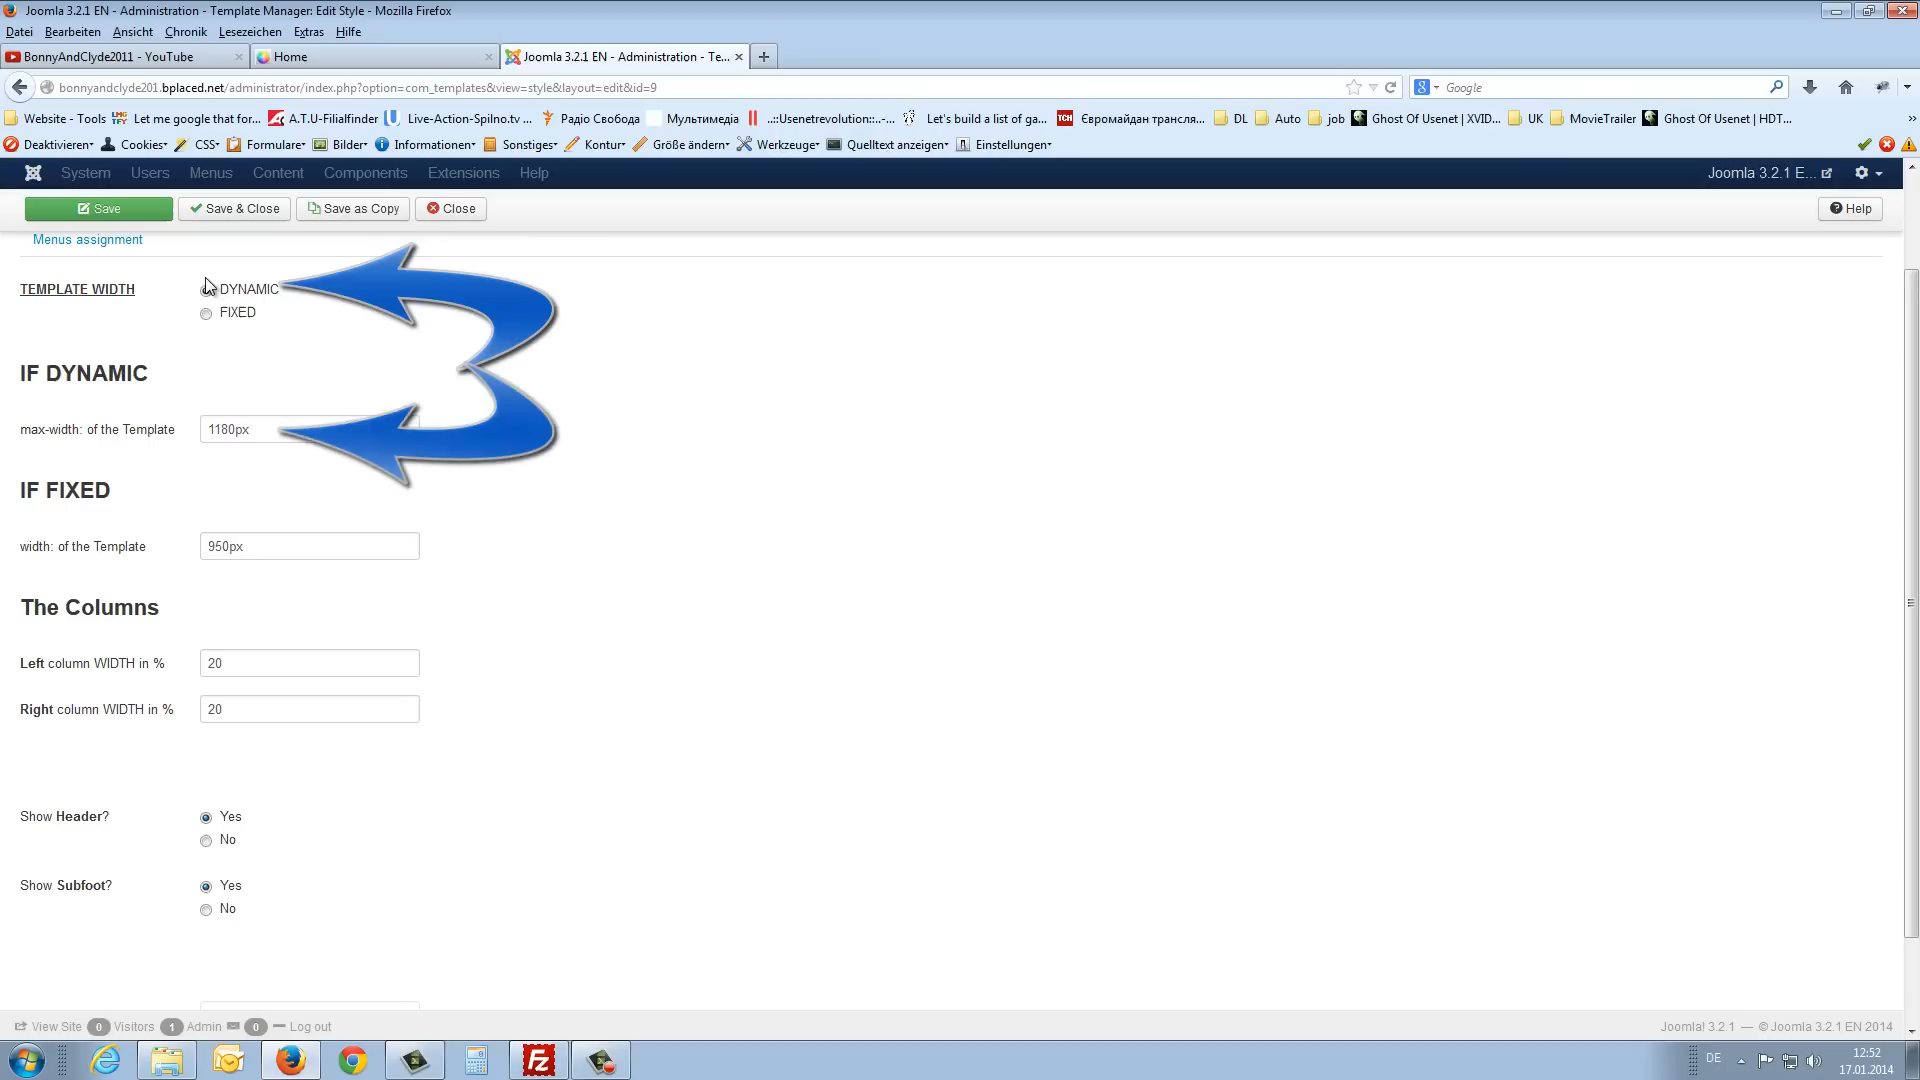 Joomla 3.2.1 EN - Administration - Template Manager: Edit Style - Mozilla Firefox
Datei Bearbeiten Ansicht Chronik Lesezeichen Extras Hilfe
BonnyAndClyde2011 - YouTube Home Joomla 3.2.1 EN - Administration - Te...
bonnyandclyde201.bplaced.net/administrator/index.php?option=com_templates&view=style&layout=edit&id=9 Google
Website - Tools Let me google that for... A.T.U-Filialfinder Live-Action-Spilno.tv ... Радіо Свобода Мультимедіа ..::Usenetrevolution::..-... Let's build a list of ga... Євромайдан трансля... DL Auto job Ghost Of Usenet | XVID... UK MovieTrailer Ghost Of Usenet | HDT...
Deaktivieren Cookies CSS Formulare Bilder Informationen Sonstiges Kontur Größe ändern Werkzeuge Quelltext anzeigen Einstellungen
System Users Menus Content Components Extensions Help Joomla 3.2.1 E...
Save Save & Close Save as Copy Close Help
Menus assignment
TEMPLATE WIDTH DYNAMIC
FIXED
IF DYNAMIC
max-width: of the Template 1180px
IF FIXED
width: of the Template 950px
The Columns
Left column WIDTH in % 20
Right column WIDTH in % 20
Show Header? Yes
No
Show Subfoot? Yes
No
View Site 0 Visitors 1 Admin 0 Log out Joomla! 3.2.1 — © Joomla 3.2.1 EN 2014
DE 12:52
17.01.2014